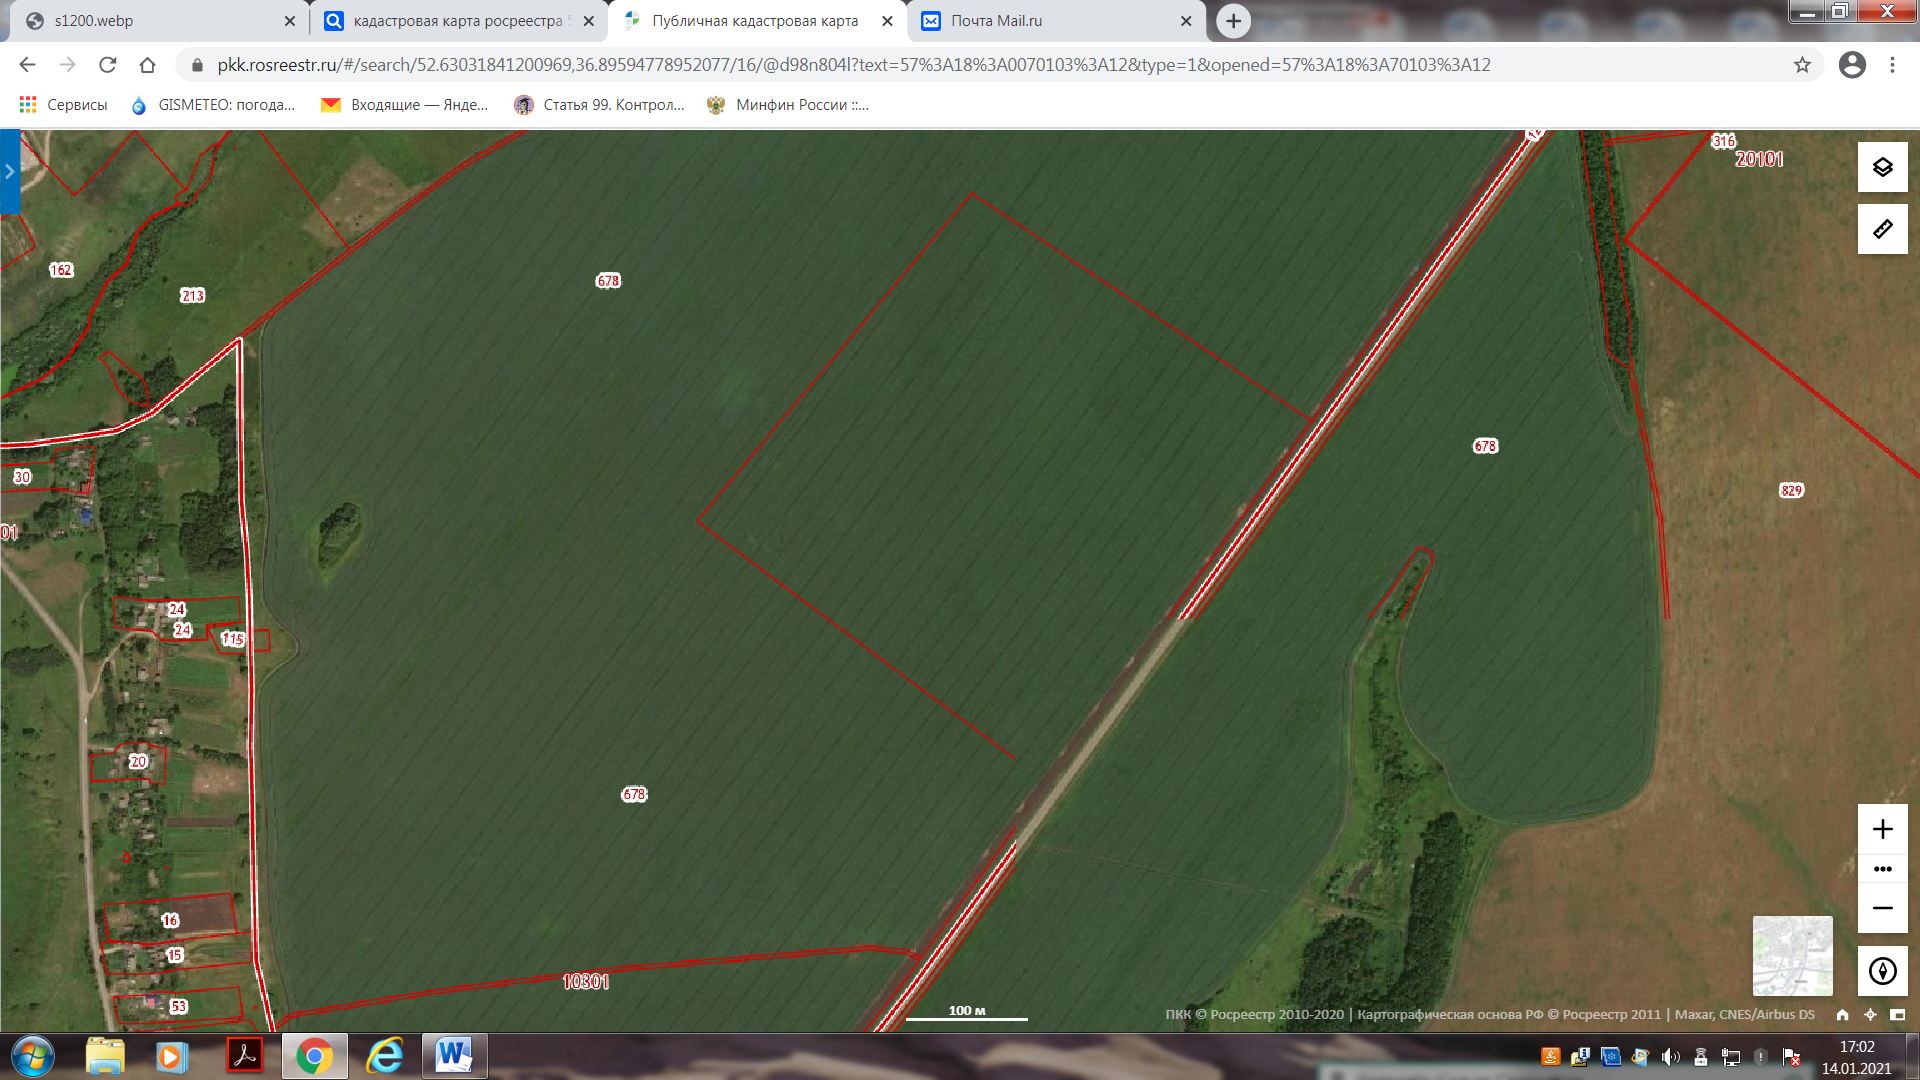 s1200.webp
кадастровая карта росреестра
Публичная кадастровая карта
Почта Mail.ru
pkk.rosreestr.ru/#/search/52.63031841200969,36.89594778952077/16/@d98n804l?text=57%3A18%3A0070103%3A12&type=1&opened=57%3A18%3A70103%3A12
Сервисы
GISMETEO: погода...
Входящие — Янде...
Статья 99. Контрол...
Минфин России ::...
316
20101
162
213
678
678
30
829
01
24
24
115
20
678
16
15
10301
53
100 м
ПКК © Росреестр 2010-2020 | Картографическая основа РФ © Росреестр 2011 | Maxar, CNES/Airbus DS
17:02
14.01.2021